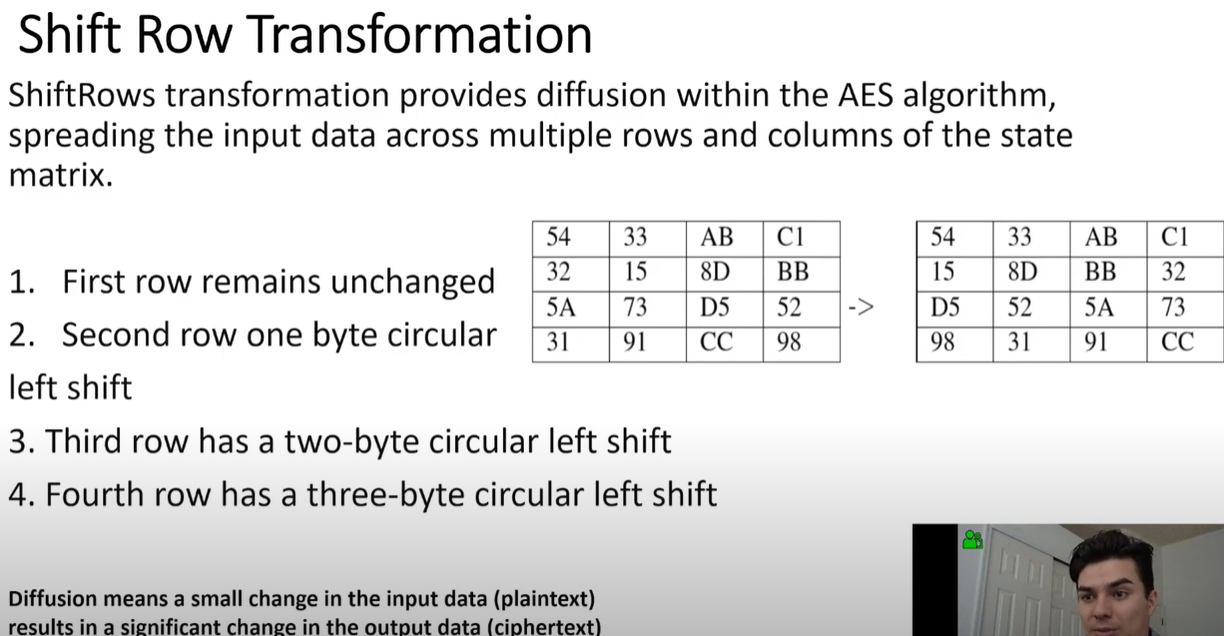 Shift Row Transformation
ShiftRows transformation provides diffusion within the AES algorithm,
spreading the input data across multiple rows and columns of the state
matrix.
1. First row remains unchanged
2. Second row one byte circular
left shift
3. Third row has a two-byte circular left shift
4. Fourth row has a three-byte circular left shift
54 33 AB C1
32 15 8D BB
5A 73 D5 52
31 91 CC 98
->
54 33 AB C1
15 8D BB 32
D5 52 5A 73
98 31 91 CC
Diffusion means a small change in the input data (plaintext)
results in a significant change in the output data (ciphertext)